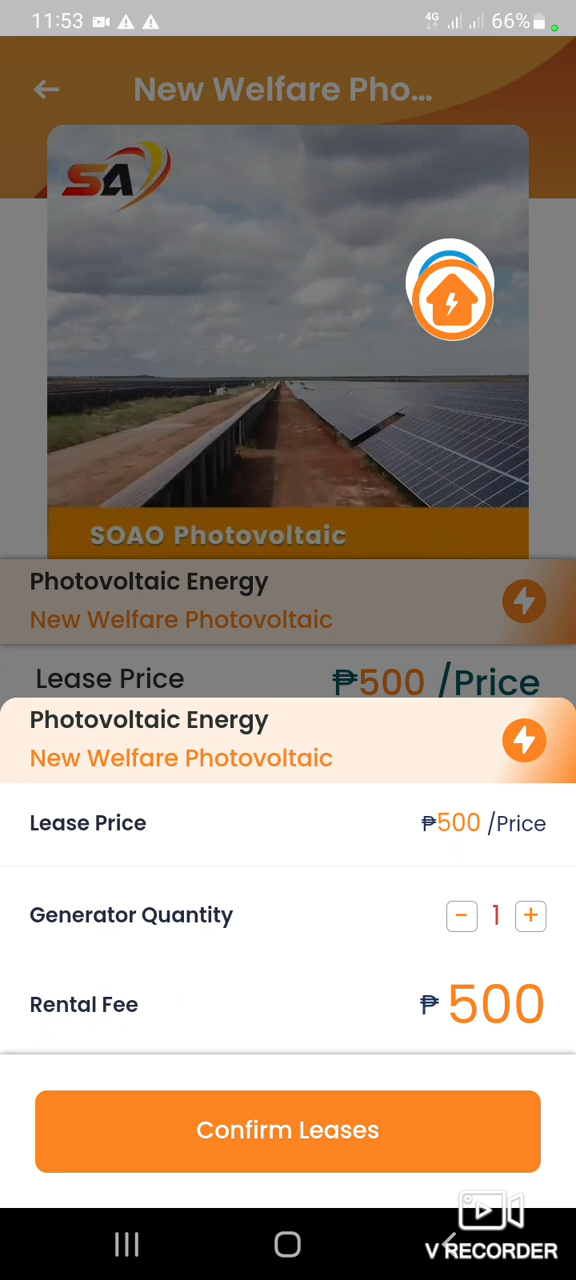 11:53
4G
66%
New Welfare Pho...
SA
SOAO Photovoltaic
Photovoltaic Energy
New Welfare Photovoltaic
Lease Price ₱500 /Price
Photovoltaic Energy
New Welfare Photovoltaic
Lease Price ₱500 /Price
Generator Quantity - 1 +
Rental Fee ₱ 500
Confirm Leases
V RECORDER